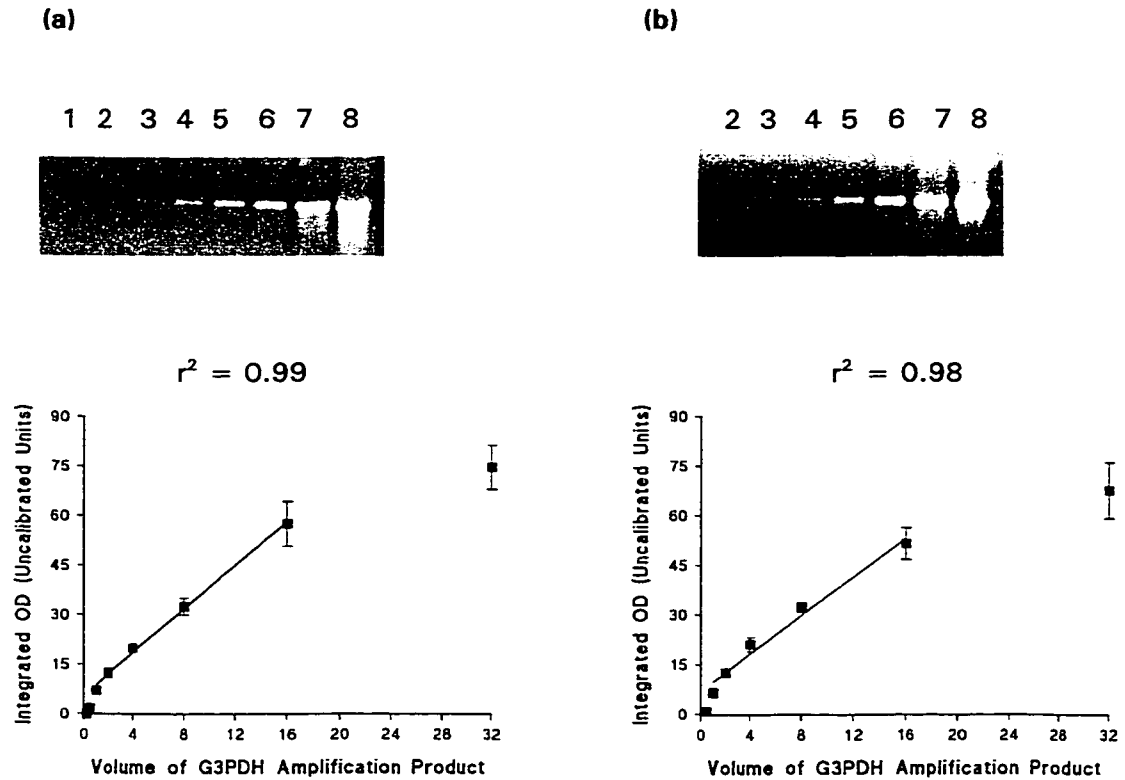 (a)
1 2 3 4 5 6 7 8
r² = 0.99
Integrated OD (Uncalibrated Units)
90
75
60
45
30
15
0
0 4 8 12 16 20 24 28 32
Volume of G3PDH Amplification Product
(b)
2 3 4 5 6 7 8
r² = 0.98
Integrated OD (Uncalibrated Units)
90
75
60
45
30
15
0
0 4 8 12 16 20 24 28 32
Volume of G3PDH Amplification Product